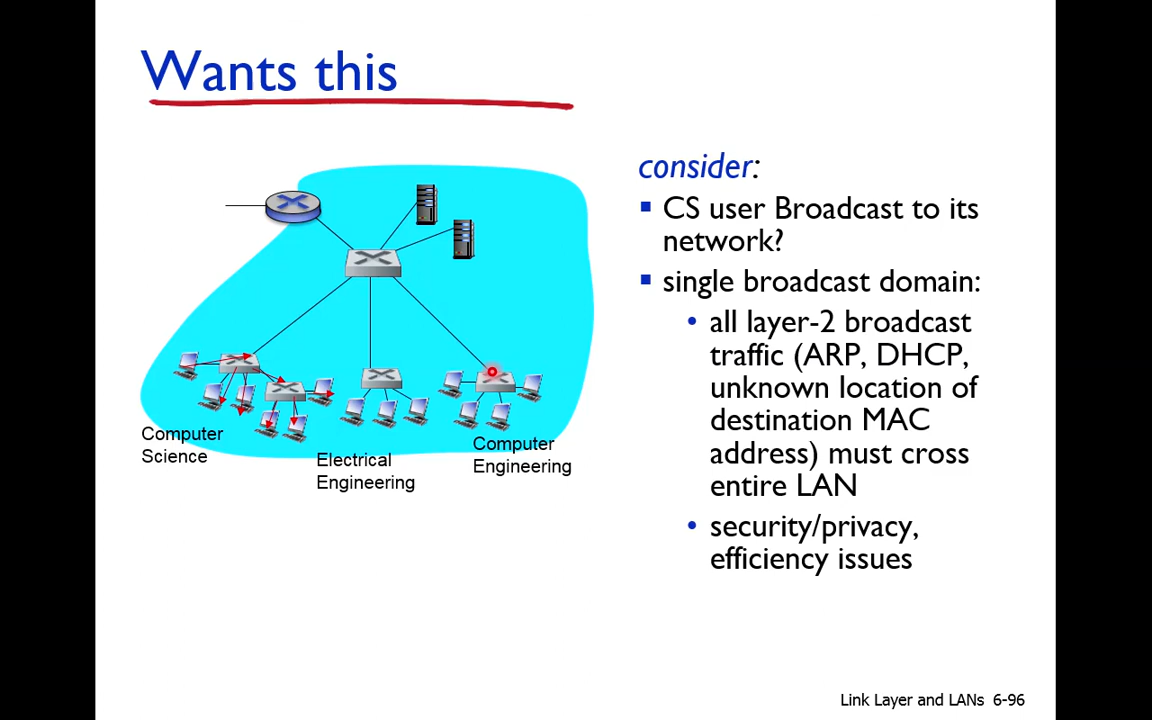 Wants this
consider:
CS user Broadcast to its
network?
single broadcast domain:
all layer-2 broadcast
traffic (ARP, DHCP,
unknown location of
destination MAC
address) must cross
entire LAN
security/privacy,
efficiency issues
Computer
Science
Electrical
Engineering
Computer
Engineering
Link Layer and LANs 6-96